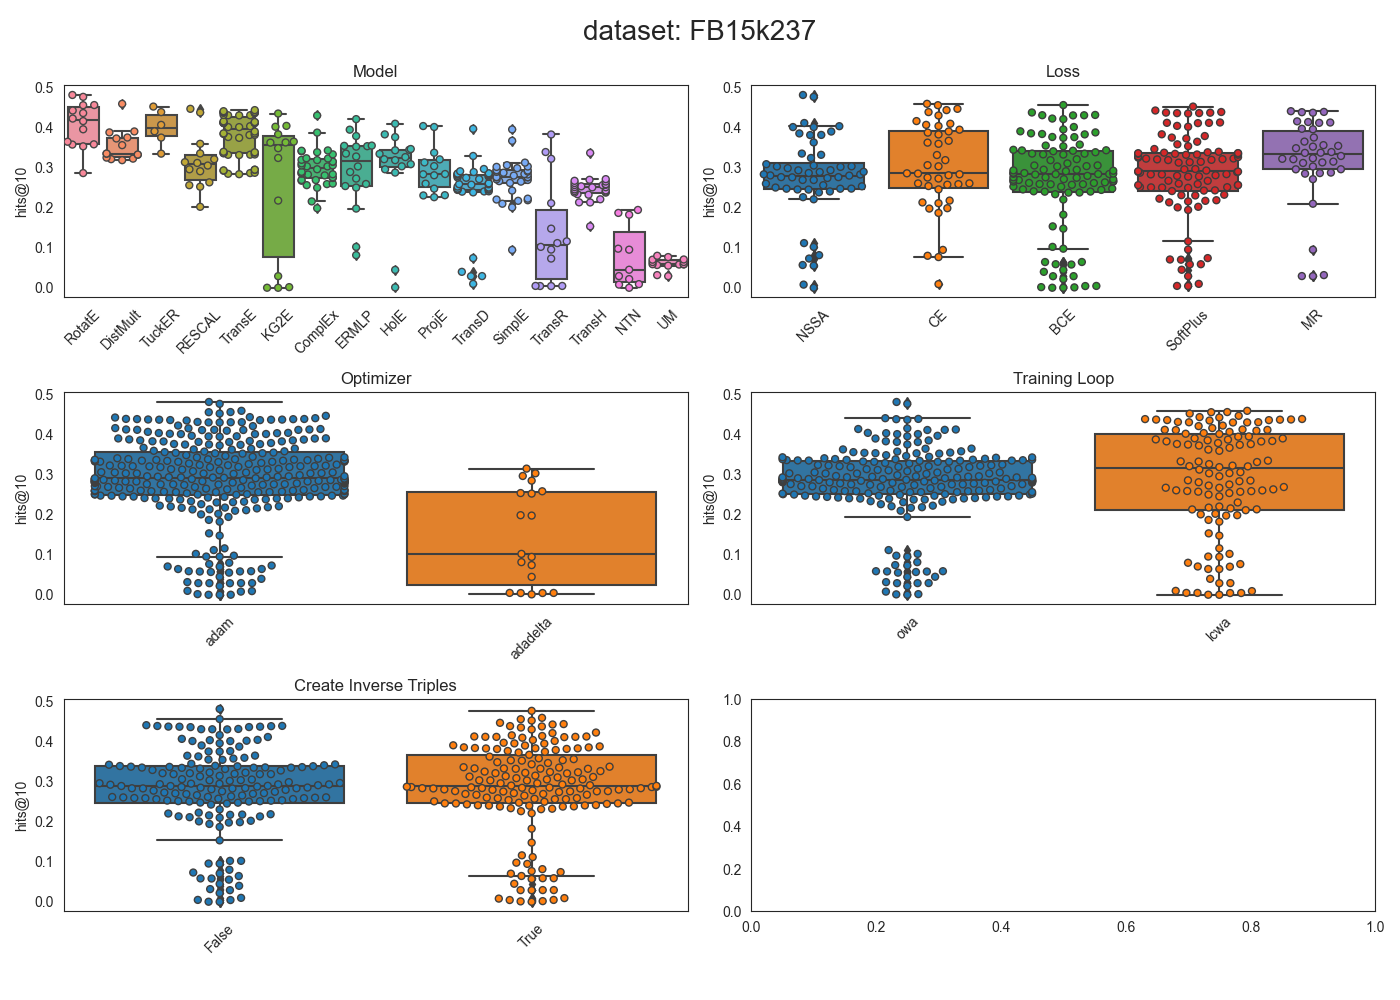 dataset: FB15k237
Model
hits@10
0.5
0.4
0.3
0.2
0.1
0.0
RotatE
DistMult
TuckER
RESCAL
TransE
KG2E
ComplEx
ERMLP
HolE
ProjE
TransD
SimplE
TransR
TransH
NTN
UM
Loss
hits@10
0.5
0.4
0.3
0.2
0.1
0.0
NSSA
CE
BCE
SoftPlus
MR
Optimizer
hits@10
0.5
0.4
0.3
0.2
0.1
0.0
adam
adadelta
Training Loop
hits@10
0.5
0.4
0.3
0.2
0.1
0.0
owa
lcwa
Create Inverse Triples
hits@10
0.5
0.4
0.3
0.2
0.1
0.0
False
True
1.0
0.8
0.6
0.4
0.2
0.0
0.0 0.2 0.4 0.6 0.8 1.0